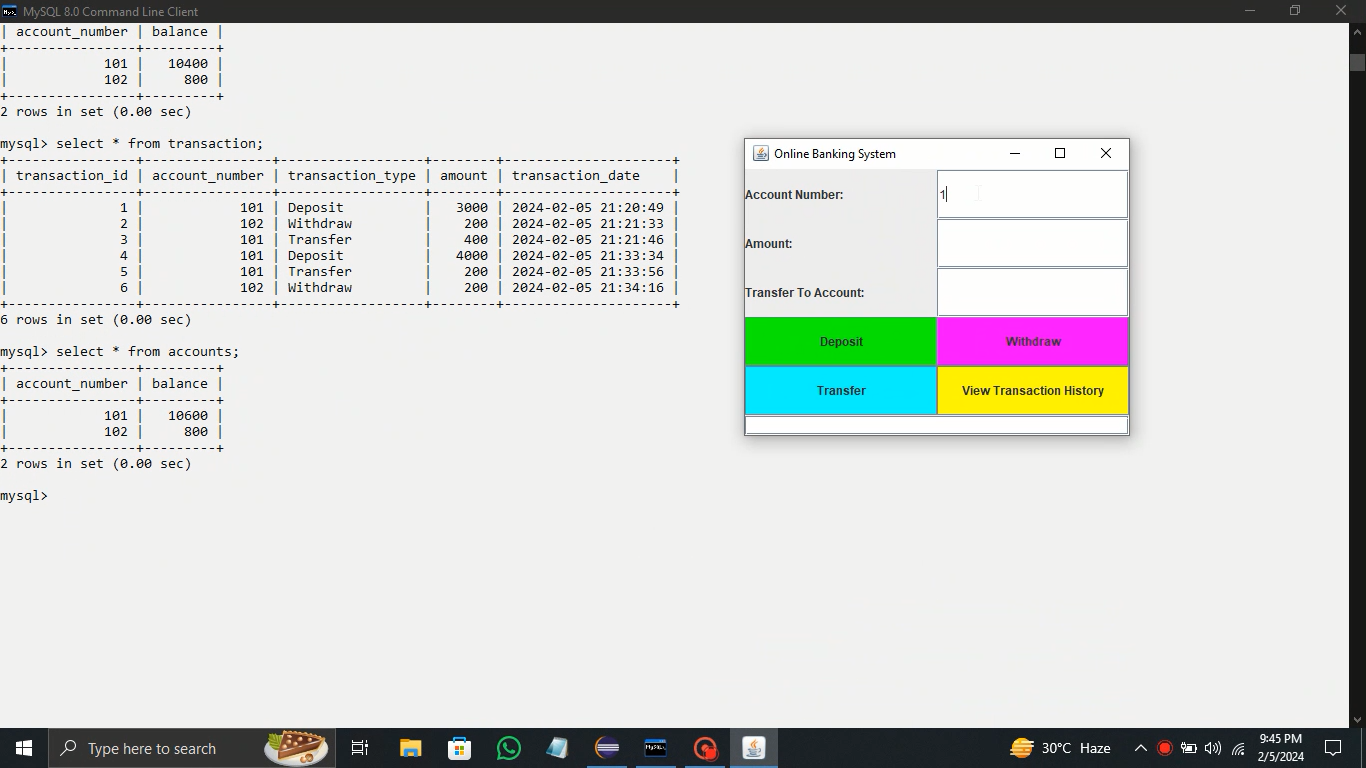 MySQL 8.0 Command Line Client
| account_number | balance |
+----------------+---------+
|            101 |   10400 |
|            102 |     800 |
+----------------+---------+
2 rows in set (0.00 sec)
mysql> select * from transaction;
+----------------+----------------+------------------+--------+---------------------+
| transaction_id | account_number | transaction_type | amount | transaction_date    |
+----------------+----------------+------------------+--------+---------------------+
|              1 |            101 | Deposit          |   3000 | 2024-02-05 21:20:49 |
|              2 |            102 | Withdraw         |    200 | 2024-02-05 21:21:33 |
|              3 |            101 | Transfer         |    400 | 2024-02-05 21:21:46 |
|              4 |            101 | Deposit          |   4000 | 2024-02-05 21:33:34 |
|              5 |            101 | Transfer         |    200 | 2024-02-05 21:33:56 |
|              6 |            102 | Withdraw         |    200 | 2024-02-05 21:34:16 |
+----------------+----------------+------------------+--------+---------------------+
6 rows in set (0.00 sec)
mysql> select * from accounts;
+----------------+---------+
| account_number | balance |
+----------------+---------+
|            101 |   10600 |
|            102 |     800 |
+----------------+---------+
2 rows in set (0.00 sec)
mysql>
Online Banking System
Account Number: 1
Amount:
Transfer To Account:
Deposit Withdraw
Transfer View Transaction History
Type here to search
30°C Haze
9:45 PM
2/5/2024